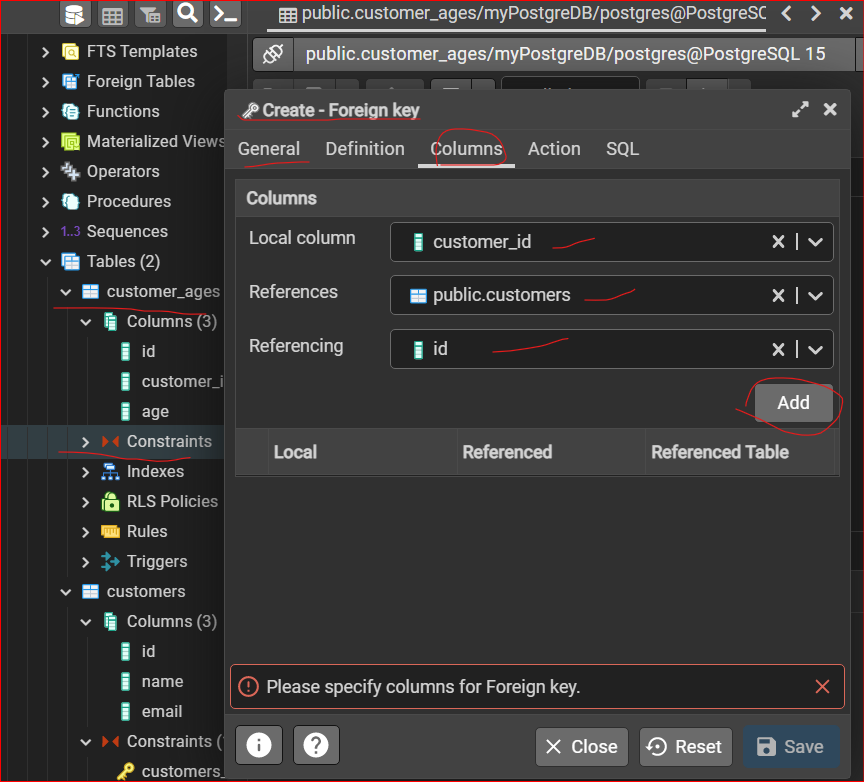 public.customer_ages/myPostgreDB/postgres@PostgreSQ
public.customer_ages/myPostgreDB/postgres@PostgreSQL 15
FTS Templates
Foreign Tables
Functions
Materialized Views
Operators
Procedures
1..3 Sequences
Tables (2)
customer_ages
Columns (3)
id
customer_i
age
Constraints
Indexes
RLS Policies
Rules
Triggers
customers
Columns (3)
id
name
email
Constraints (
customers_
Create - Foreign key
General Definition Columns Action SQL
Columns
Local column customer_id
References public.customers
Referencing id
Add
Local Referenced Referenced Table
Please specify columns for Foreign key.
Close Reset Save